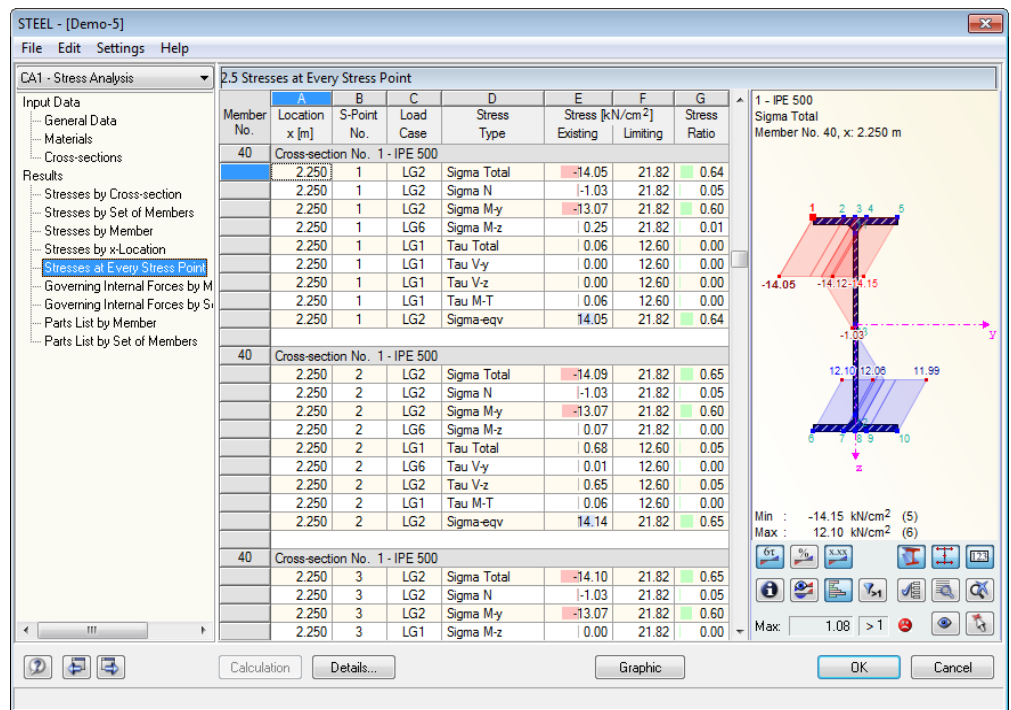 STEEL - [Demo-5]
File Edit Settings Help
CA1 - Stress Analysis
Input Data
General Data
Materials
Cross-sections
Results
Stresses by Cross-section
Stresses by Set of Members
Stresses by Member
Stresses by x-Location
Stresses at Every Stress Point
Governing Internal Forces by M
Governing Internal Forces by S
Parts List by Member
Parts List by Set of Members
2.5 Stresses at Every Stress Point
A B C D E F G
Member Location S-Point Load Stress Stress [kN/cm2] Stress
No. x [m] No. Case Type Existing Limiting Ratio
40 Cross-section No. 1 - IPE 500
2.250 1 LG2 Sigma Total -14.05 21.82 0.64
2.250 1 LG2 Sigma N -1.03 21.82 0.05
2.250 1 LG2 Sigma M-y -13.07 21.82 0.60
2.250 1 LG6 Sigma M-z 0.25 21.82 0.01
2.250 1 LG1 Tau Total 0.06 12.60 0.00
2.250 1 LG1 Tau V-y 0.00 12.60 0.00
2.250 1 LG1 Tau V-z 0.00 12.60 0.00
2.250 1 LG1 Tau M-T 0.06 12.60 0.00
2.250 1 LG2 Sigma-eqv 14.05 21.82 0.64
40 Cross-section No. 1 - IPE 500
2.250 2 LG2 Sigma Total -14.09 21.82 0.65
2.250 2 LG2 Sigma N -1.03 21.82 0.05
2.250 2 LG2 Sigma M-y -13.07 21.82 0.60
2.250 2 LG6 Sigma M-z 0.07 21.82 0.00
2.250 2 LG1 Tau Total 0.68 12.60 0.05
2.250 2 LG6 Tau V-y 0.01 12.60 0.00
2.250 2 LG2 Tau V-z 0.65 12.60 0.05
2.250 2 LG1 Tau M-T 0.06 12.60 0.00
2.250 2 LG2 Sigma-eqv 14.14 21.82 0.65
40 Cross-section No. 1 - IPE 500
2.250 3 LG2 Sigma Total -14.10 21.82 0.65
2.250 3 LG2 Sigma N -1.03 21.82 0.05
2.250 3 LG2 Sigma M-y -13.07 21.82 0.60
2.250 3 LG1 Sigma M-z 0.00 21.82 0.00
1 - IPE 500
Sigma Total
Member No. 40, x: 2.250 m
1 2 3 4 5
-14.05 -14.12 -14.15
-1.03
y
12.10 12.06 11.99
6 7 8 9 10
z
Min : -14.15 kN/cm2 (5)
Max : 12.10 kN/cm2 (6)
στ % x.xx 123
>1
Max: 1.08 > 1
Calculation Details... Graphic OK Cancel